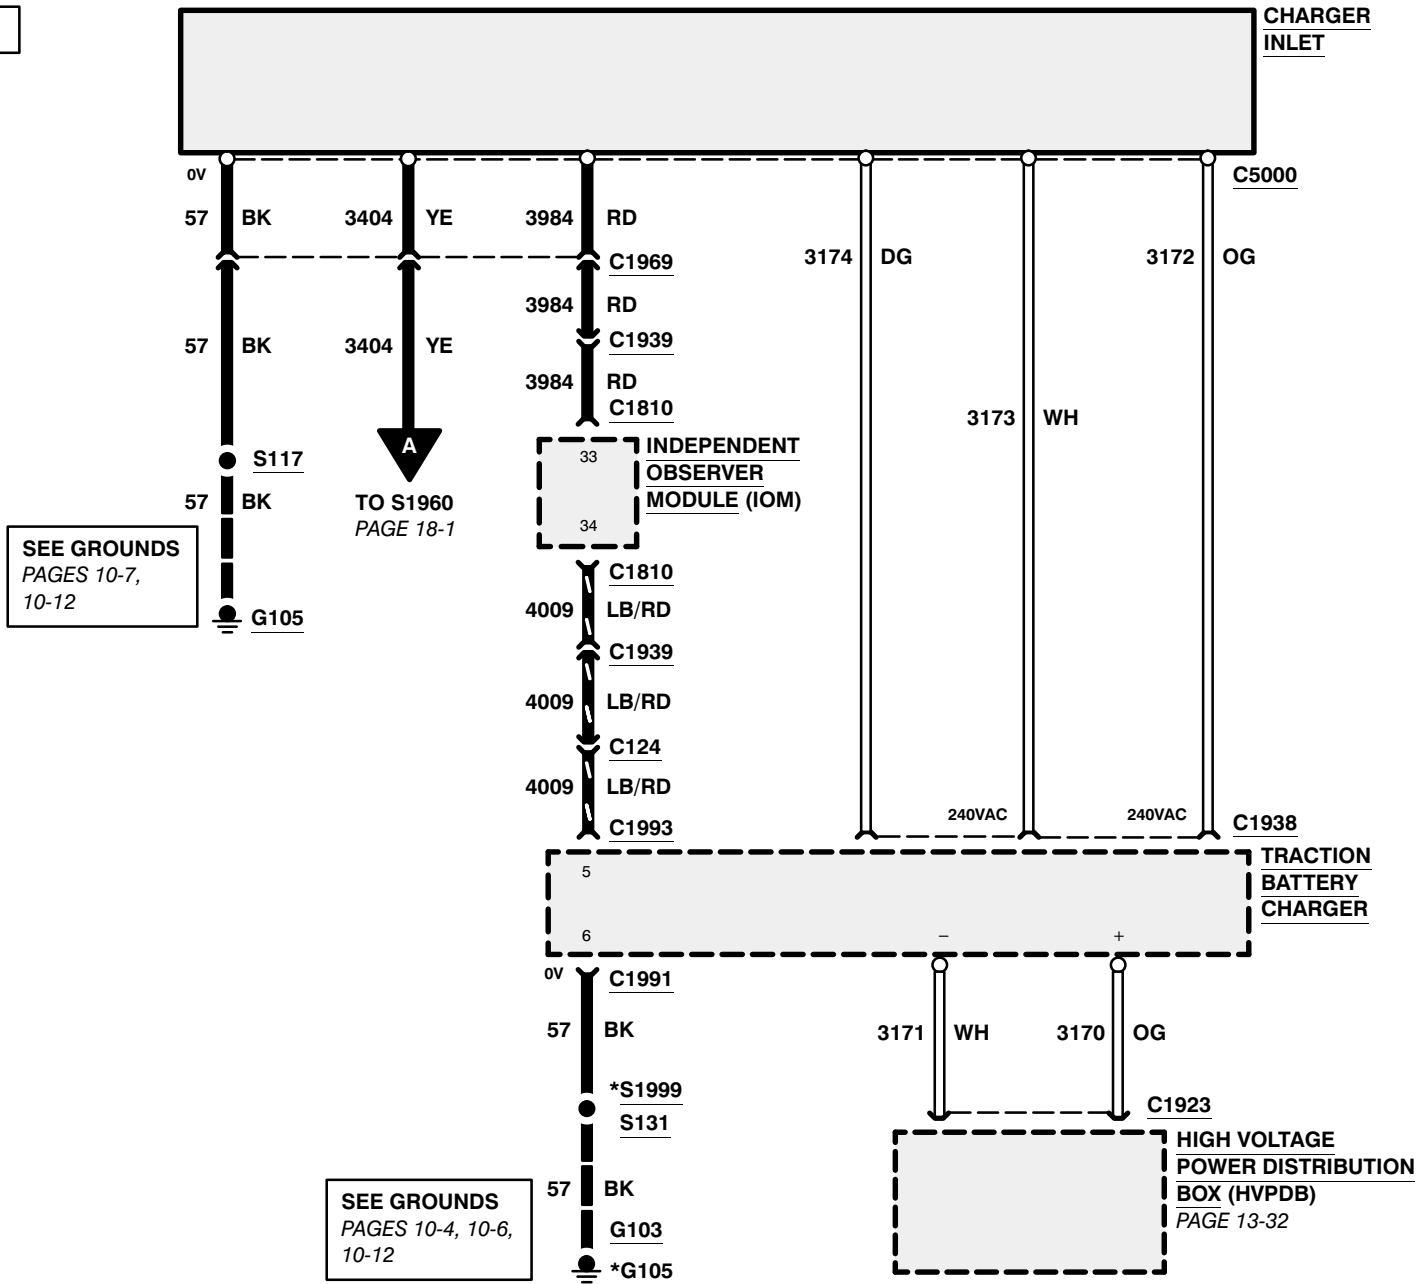 CHARGER
INLET
0V
C5000
57 BK 3404 YE 3984 RD
3174 DG 3172 OG
C1969
3984 RD
C1939
57 BK 3404 YE
3984 RD
C1810
3173 WH
A
33
INDEPENDENT
OBSERVER
MODULE (IOM)
34
S117
57 BK
TO S1960
PAGE 18-1
SEE GROUNDS
PAGES 10-7,
10-12
G105
C1810
4009 LB/RD
C1939
4009 LB/RD
C124
4009 LB/RD
C1993
240VAC 240VAC
C1938
5
TRACTION
BATTERY
CHARGER
6 – +
0V
C1991
57 BK
3171 WH 3170 OG
*S1999
S131
C1923
HIGH VOLTAGE
POWER DISTRIBUTION
BOX (HVPDB)
PAGE 13-32
57 BK
SEE GROUNDS
PAGES 10-4, 10-6,
10-12
G103
*G105